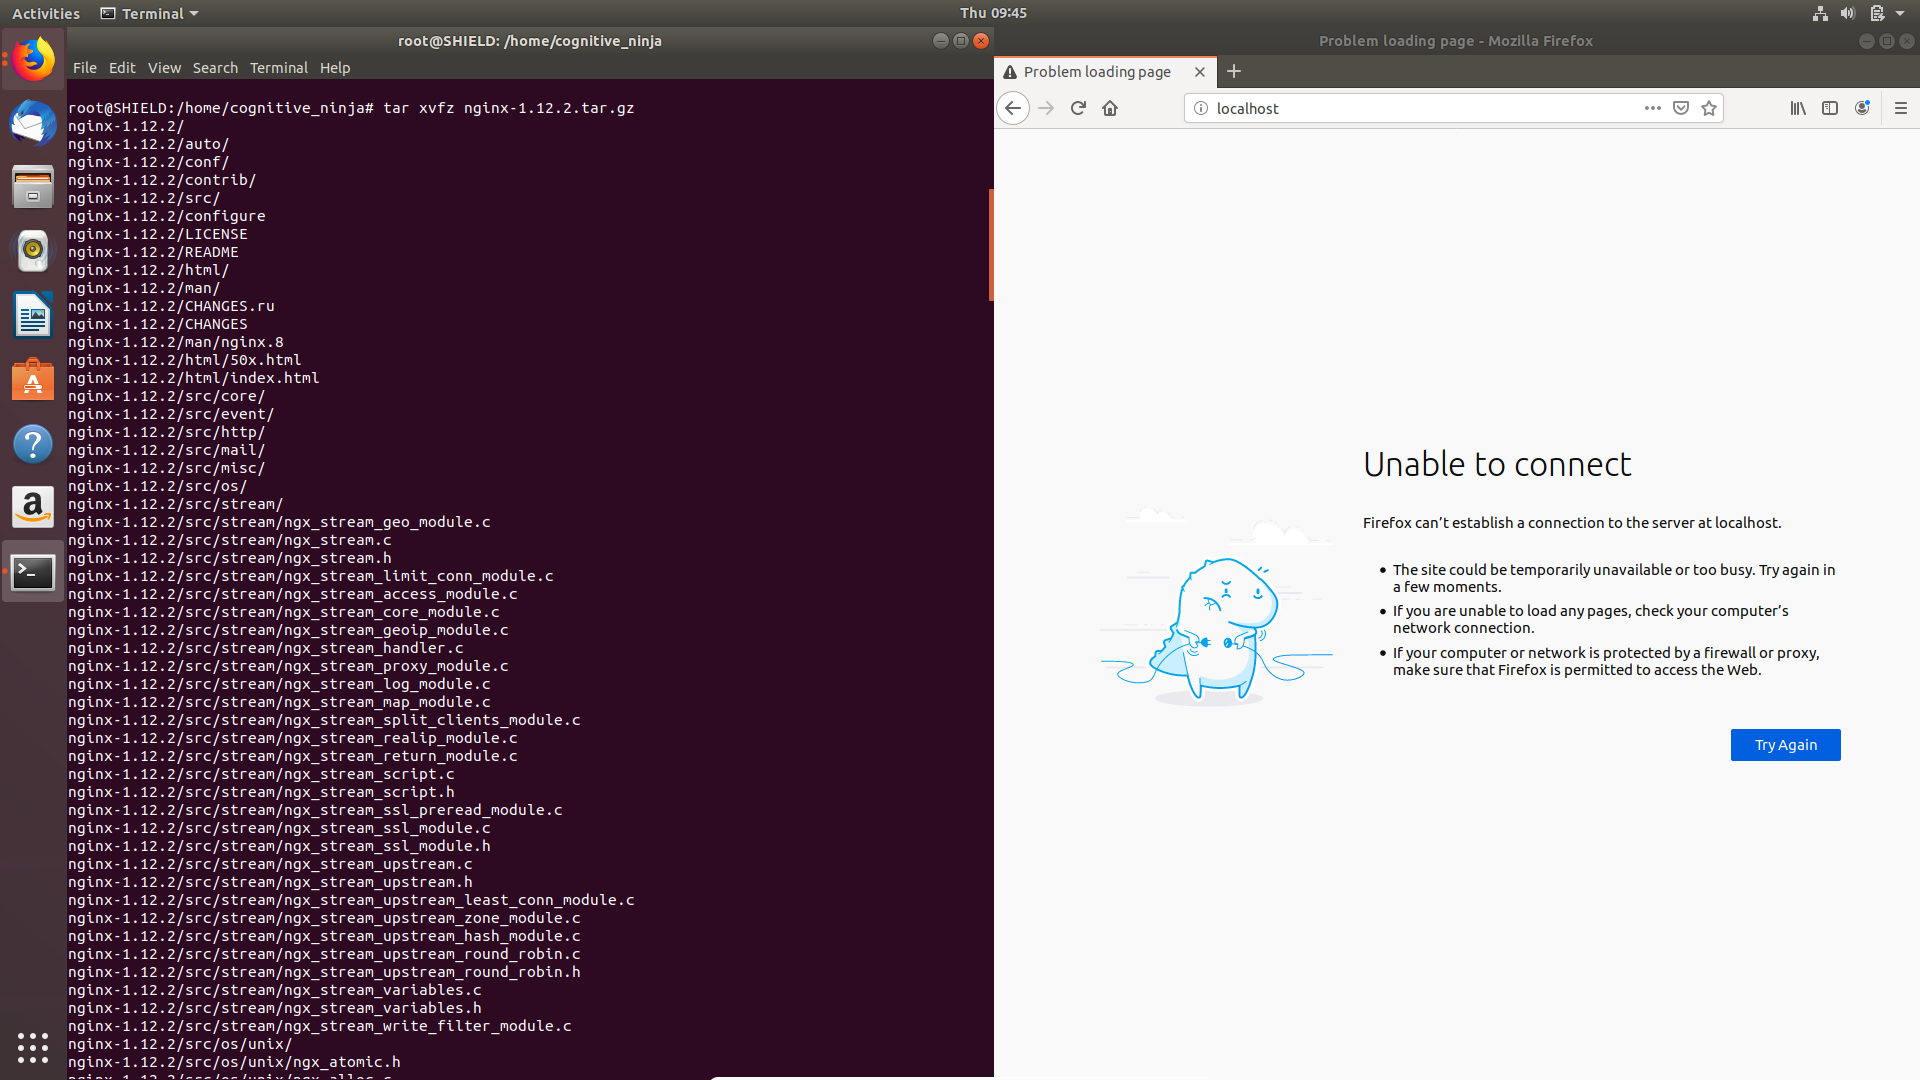 Activities
Terminal
Thu 09:45
root@SHIELD: /home/cognitive_ninja
File Edit View Search Terminal Help
root@SHIELD:/home/cognitive_ninja# tar xvfz nginx-1.12.2.tar.gz
nginx-1.12.2/
nginx-1.12.2/auto/
nginx-1.12.2/conf/
nginx-1.12.2/contrib/
nginx-1.12.2/src/
nginx-1.12.2/configure
nginx-1.12.2/LICENSE
nginx-1.12.2/README
nginx-1.12.2/html/
nginx-1.12.2/man/
nginx-1.12.2/CHANGES.ru
nginx-1.12.2/CHANGES
nginx-1.12.2/man/nginx.8
nginx-1.12.2/html/50x.html
nginx-1.12.2/html/index.html
nginx-1.12.2/src/core/
nginx-1.12.2/src/event/
nginx-1.12.2/src/http/
nginx-1.12.2/src/mail/
nginx-1.12.2/src/misc/
nginx-1.12.2/src/os/
nginx-1.12.2/src/stream/
nginx-1.12.2/src/stream/ngx_stream_geo_module.c
nginx-1.12.2/src/stream/ngx_stream.c
nginx-1.12.2/src/stream/ngx_stream.h
nginx-1.12.2/src/stream/ngx_stream_limit_conn_module.c
nginx-1.12.2/src/stream/ngx_stream_access_module.c
nginx-1.12.2/src/stream/ngx_stream_core_module.c
nginx-1.12.2/src/stream/ngx_stream_geoip_module.c
nginx-1.12.2/src/stream/ngx_stream_handler.c
nginx-1.12.2/src/stream/ngx_stream_proxy_module.c
nginx-1.12.2/src/stream/ngx_stream_log_module.c
nginx-1.12.2/src/stream/ngx_stream_map_module.c
nginx-1.12.2/src/stream/ngx_stream_split_clients_module.c
nginx-1.12.2/src/stream/ngx_stream_realip_module.c
nginx-1.12.2/src/stream/ngx_stream_return_module.c
nginx-1.12.2/src/stream/ngx_stream_script.c
nginx-1.12.2/src/stream/ngx_stream_script.h
nginx-1.12.2/src/stream/ngx_stream_ssl_preread_module.c
nginx-1.12.2/src/stream/ngx_stream_ssl_module.c
nginx-1.12.2/src/stream/ngx_stream_ssl_module.h
nginx-1.12.2/src/stream/ngx_stream_upstream.c
nginx-1.12.2/src/stream/ngx_stream_upstream.h
nginx-1.12.2/src/stream/ngx_stream_upstream_least_conn_module.c
nginx-1.12.2/src/stream/ngx_stream_upstream_zone_module.c
nginx-1.12.2/src/stream/ngx_stream_upstream_hash_module.c
nginx-1.12.2/src/stream/ngx_stream_upstream_round_robin.c
nginx-1.12.2/src/stream/ngx_stream_upstream_round_robin.h
nginx-1.12.2/src/stream/ngx_stream_variables.c
nginx-1.12.2/src/stream/ngx_stream_variables.h
nginx-1.12.2/src/stream/ngx_stream_write_filter_module.c
nginx-1.12.2/src/os/unix/
nginx-1.12.2/src/os/unix/ngx_atomic.h
Problem loading page - Mozilla Firefox
Problem loading page
localhost
Unable to connect
Firefox can’t establish a connection to the server at localhost.
• The site could be temporarily unavailable or too busy. Try again in
a few moments.
• If you are unable to load any pages, check your computer’s
network connection.
• If your computer or network is protected by a firewall or proxy,
make sure that Firefox is permitted to access the Web.
Try Again